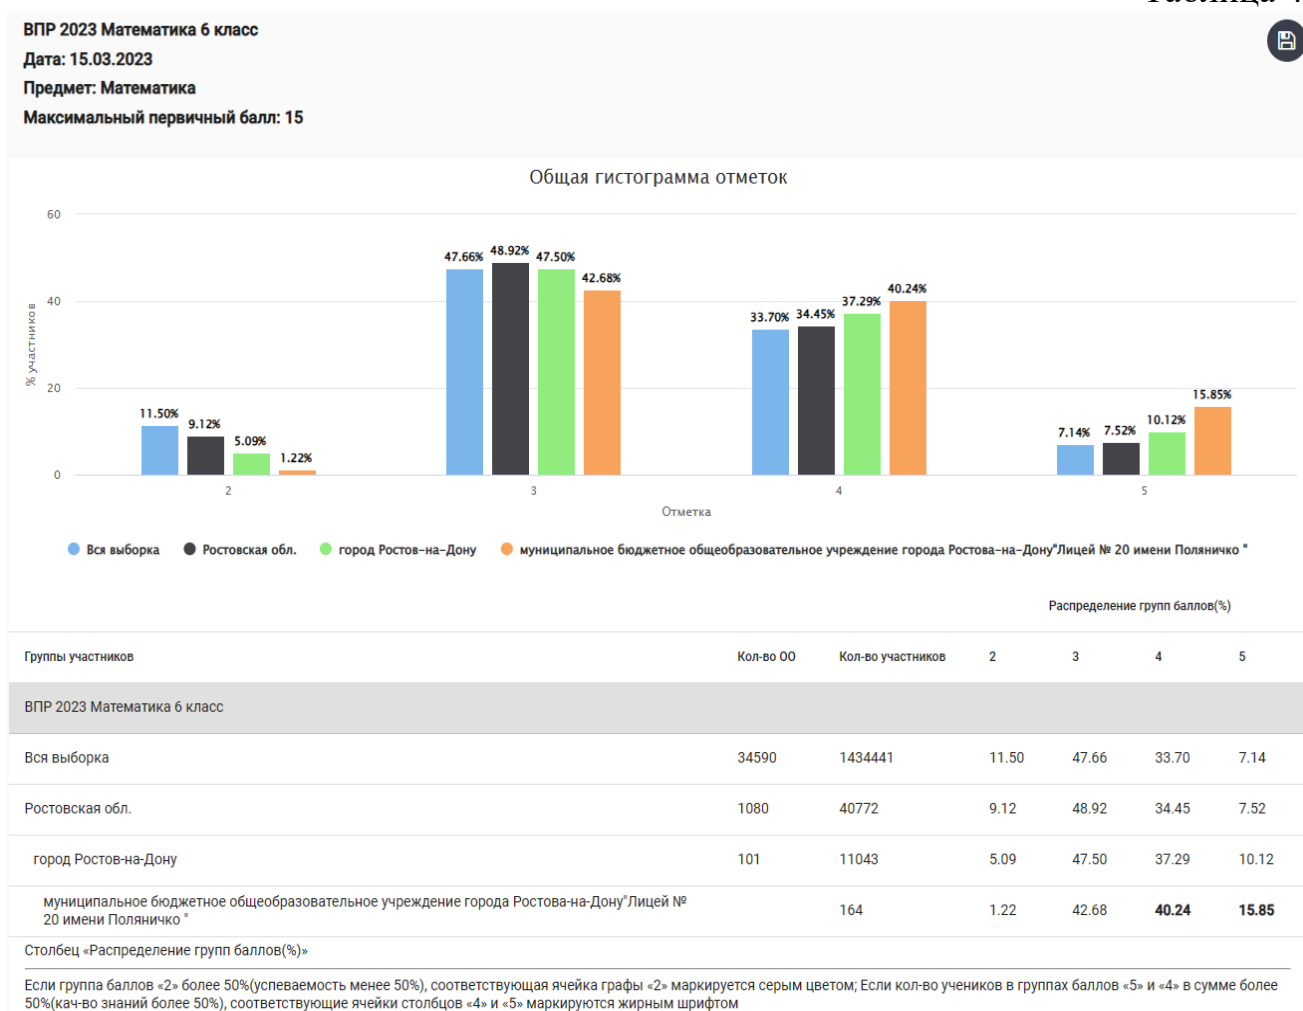 ВПР 2023 Математика 6 класс
Дата: 15.03.2023
Предмет: Математика
Максимальный первичный балл: 15
Общая гистограмма отметок
60
40
20
0
% участников
11.50% 9.12% 5.09% 1.22%
47.66% 48.92% 47.50% 42.68%
33.70% 34.45% 37.29% 40.24%
7.14% 7.52% 10.12% 15.85%
2 3 4 5
Отметка
Вся выборка Ростовская обл. город Ростов-на-Дону муниципальное бюджетное общеобразовательное учреждение города Ростова-на-Дону"Лицей № 20 имени Поляничко "
Распределение групп баллов(%)
Группы участников Кол-во ОО Кол-во участников 2 3 4 5
ВПР 2023 Математика 6 класс
Вся выборка 34590 1434441 11.50 47.66 33.70 7.14
Ростовская обл. 1080 40772 9.12 48.92 34.45 7.52
город Ростов-на-Дону 101 11043 5.09 47.50 37.29 10.12
муниципальное бюджетное общеобразовательное учреждение города Ростова-на-Дону"Лицей №
20 имени Поляничко " 164 1.22 42.68 40.24 15.85
Столбец «Распределение групп баллов(%)»
Если группа баллов «2» более 50%(успеваемость менее 50%), соответствующая ячейка графы «2» маркируется серым цветом; Если кол-во учеников в группах баллов «5» и «4» в сумме более
50%(кач-во знаний более 50%), соответствующие ячейки столбцов «4» и «5» маркируются жирным шрифтом